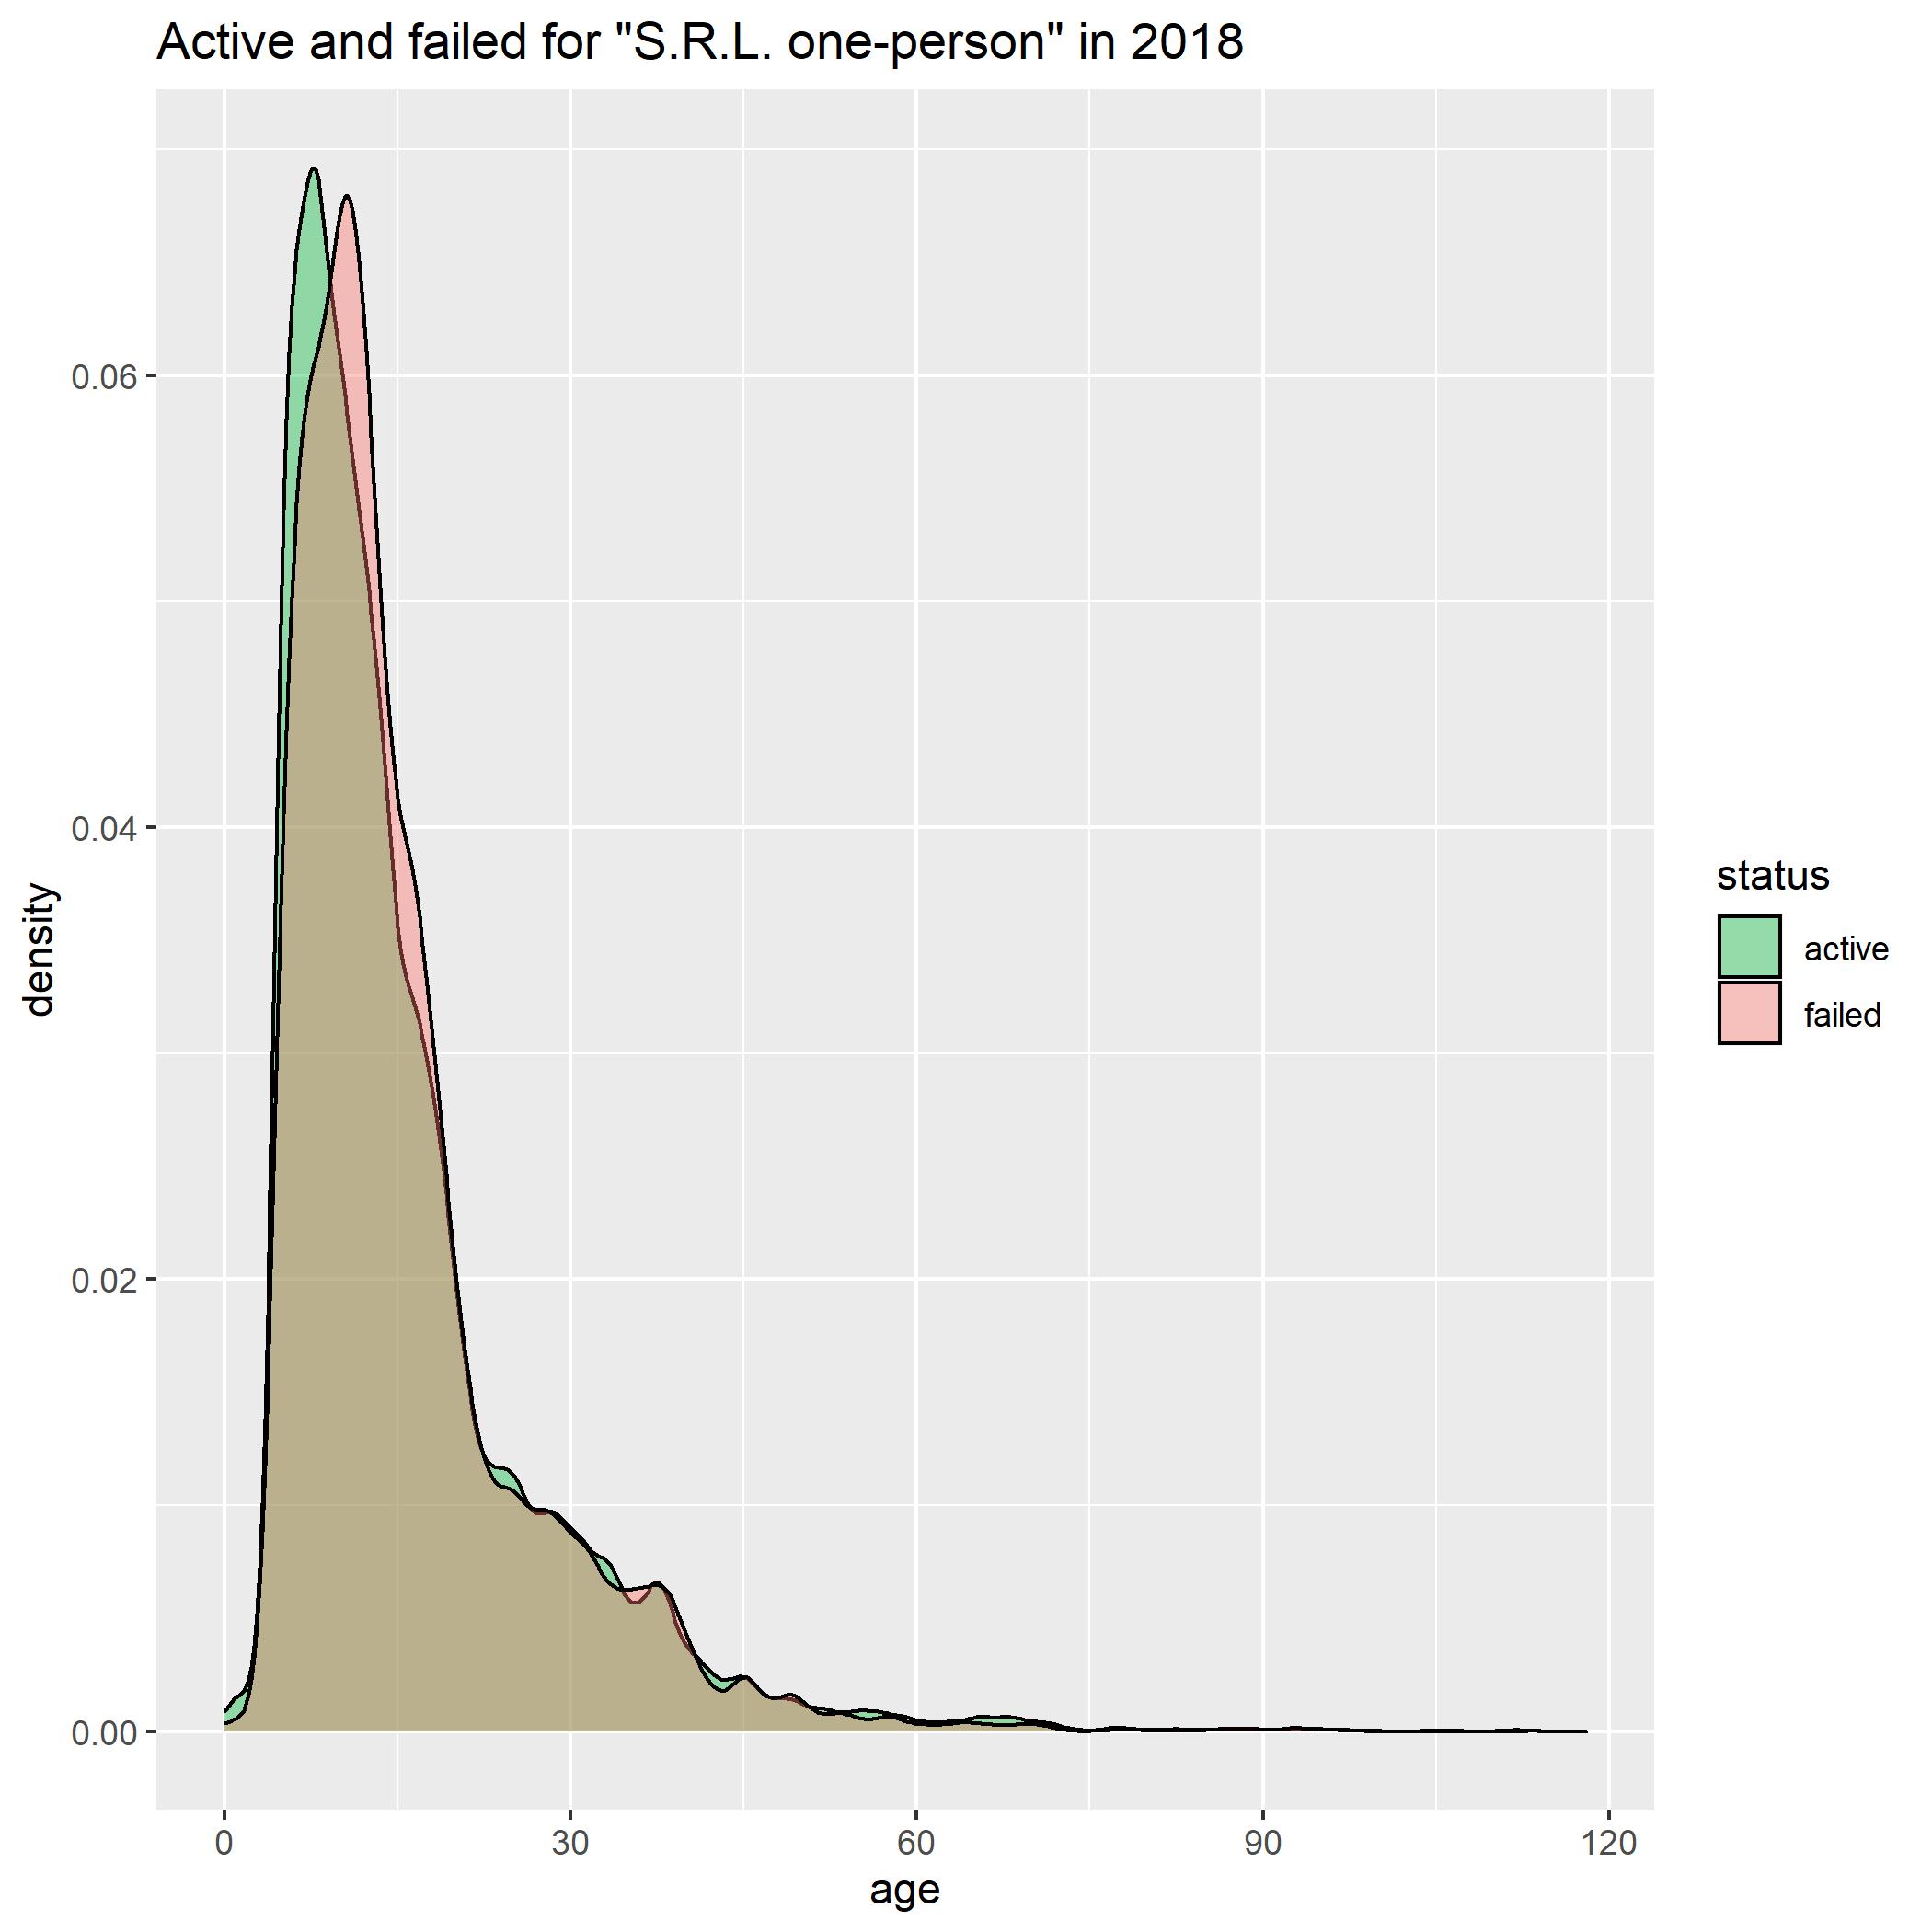 Active and failed for "S.R.L. one-person" in 2018
density
0.06
0.04
0.02
0.00
0 30 60 90 120
age
status
active
failed